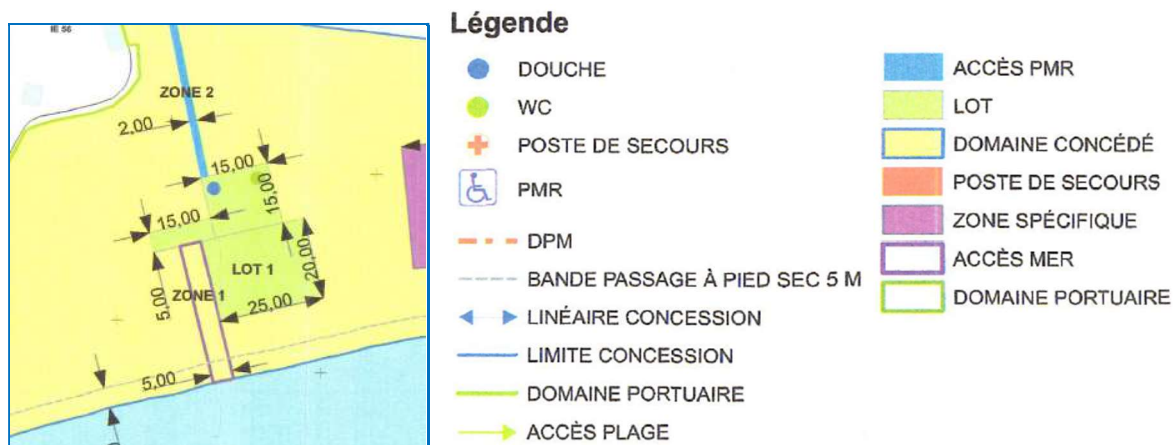 IE 56
ZONE 2
2,00
15,00
15,00
15,00
20,00
LOT 1
ZONE 1
5,00
25,00
5,00
Légende
DOUCHE
WC
POSTE DE SECOURS
PMR
DPM
BANDE PASSAGE À PIED SEC 5 M
LINÉAIRE CONCESSION
LIMITE CONCESSION
DOMAINE PORTUAIRE
ACCÈS PLAGE
ACCÈS PMR
LOT
DOMAINE CONCÉDÉ
POSTE DE SECOURS
ZONE SPÉCIFIQUE
ACCÈS MER
DOMAINE PORTUAIRE